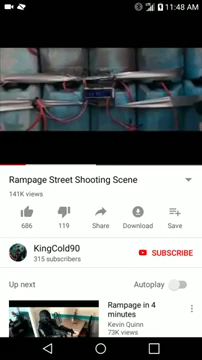 11:48 AM
Rampage Street Shooting Scene
141K views
686
119
Share
Download
Save
KingCold90
315 subscribers
SUBSCRIBE
Up next
Autoplay
Rampage in 4
minutes
Kevin Quinn
73K views